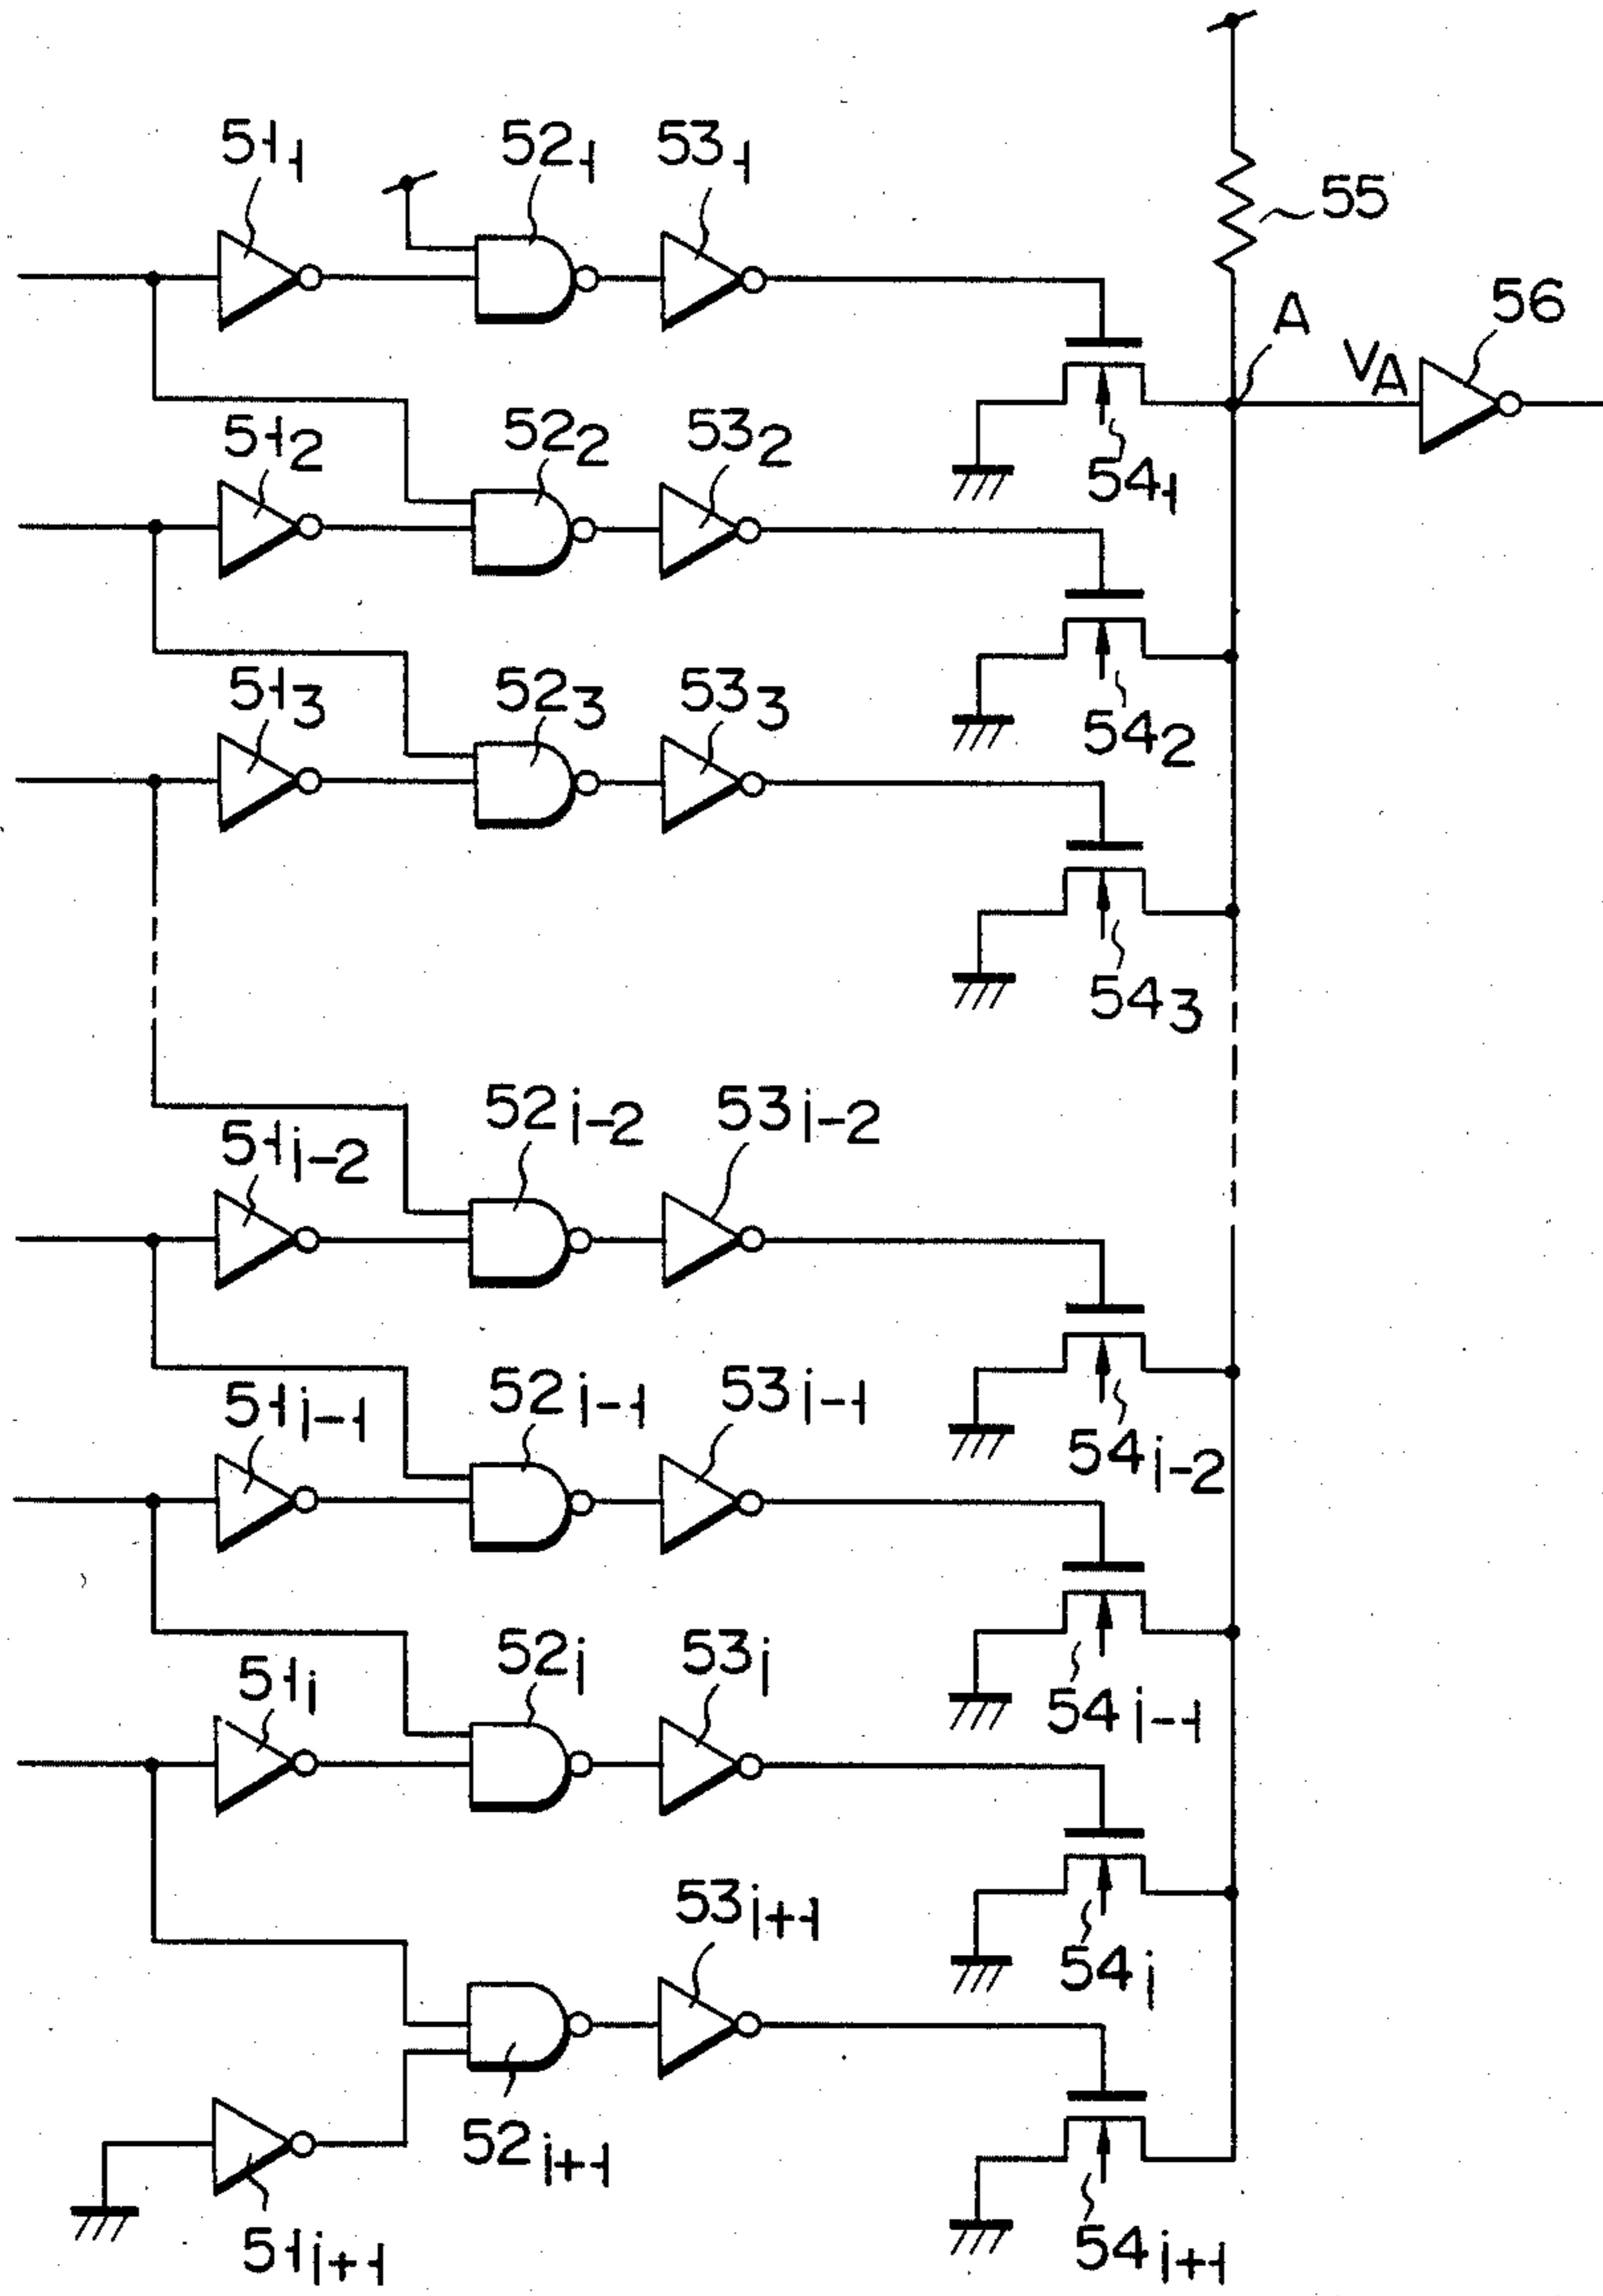 51₁ 52₁ 53₁
55
A V_A 56
54₁
51₂ 52₂ 53₂
54₂
51₃ 52₃ 53₃
54₃
51ᵢ₋₂ 52ᵢ₋₂ 53ᵢ₋₂
54ᵢ₋₂
51ᵢ₋₁ 52ᵢ₋₁ 53ᵢ₋₁
54ᵢ₋₁
51ᵢ 52ᵢ 53ᵢ
54ᵢ
53ᵢ₊₁
52ᵢ₊₁
51ᵢ₊₁ 54ᵢ₊₁